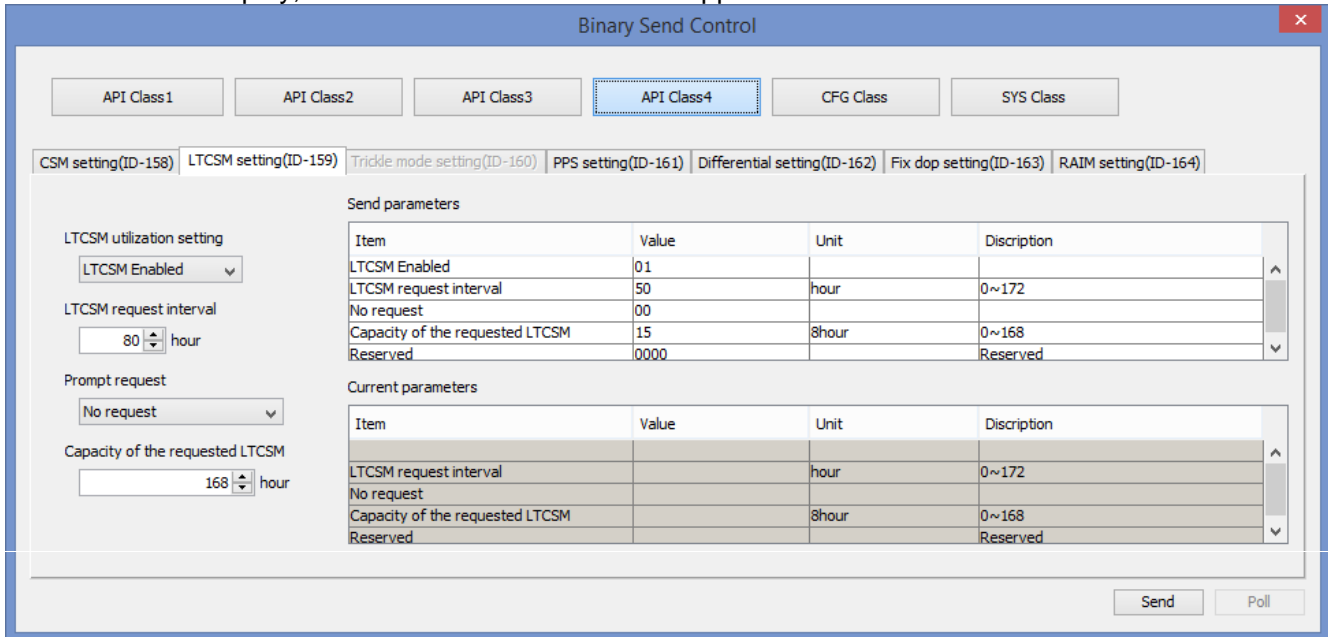 Binary Send Control
API Class1 API Class2 API Class3 API Class4 CFG Class SYS Class
CSM setting(ID-158) LTCSM setting(ID-159) Trickle mode setting(ID-160) PPS setting(ID-161) Differential setting(ID-162) Fix dop setting(ID-163) RAIM setting(ID-164)
LTCSM utilization setting
LTCSM Enabled
LTCSM request interval
80 hour
Prompt request
No request
Capacity of the requested LTCSM
168 hour
Send parameters
Item Value Unit Discription
LTCSM Enabled 01
LTCSM request interval 50 hour 0~172
No request 00
Capacity of the requested LTCSM 15 8hour 0~168
Reserved 0000 Reserved
Current parameters
Item Value Unit Discription
LTCSM request interval hour 0~172
No request
Capacity of the requested LTCSM 8hour 0~168
Reserved Reserved
Send Poll